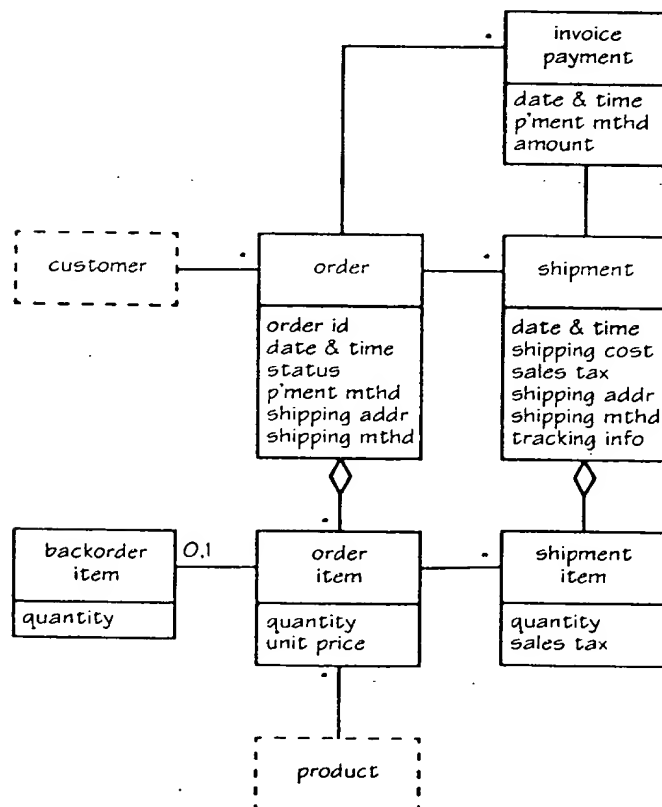 invoice
payment
date & time
p'ment mthd
amount
customer
order
order id
date & time
status
p'ment mthd
shipping addr
shipping mthd
shipment
date & time
shipping cost
sales tax
shipping addr
shipping mthd
tracking info
backorder
item
quantity
0,1
order
item
quantity
unit price
shipment
item
quantity
sales tax
product